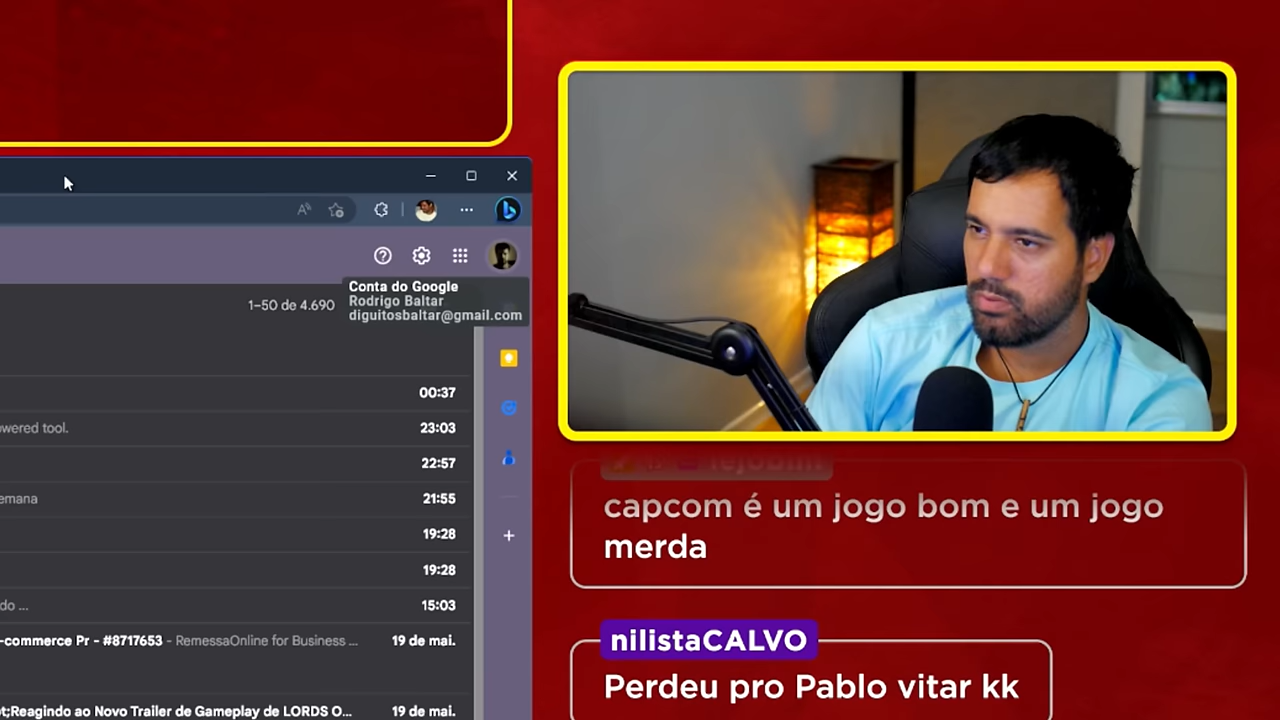 Conta do Google
1–50 de 4.690
Rodrigo Baltar
diguitosbaltar@gmail.com
00:37
owered tool.
23:03
22:57
emana
21:55
19:28
19:28
do ...
15:03
-commerce Pr - #8717653 - RemessaOnline for Business ...
19 de mai.
t;Reagindo ao Novo Trailer de Gameplay de LORDS O...
19 de mai.
capcom é um jogo bom e um jogo
merda
nilistaCALVO
Perdeu pro Pablo vitar kk